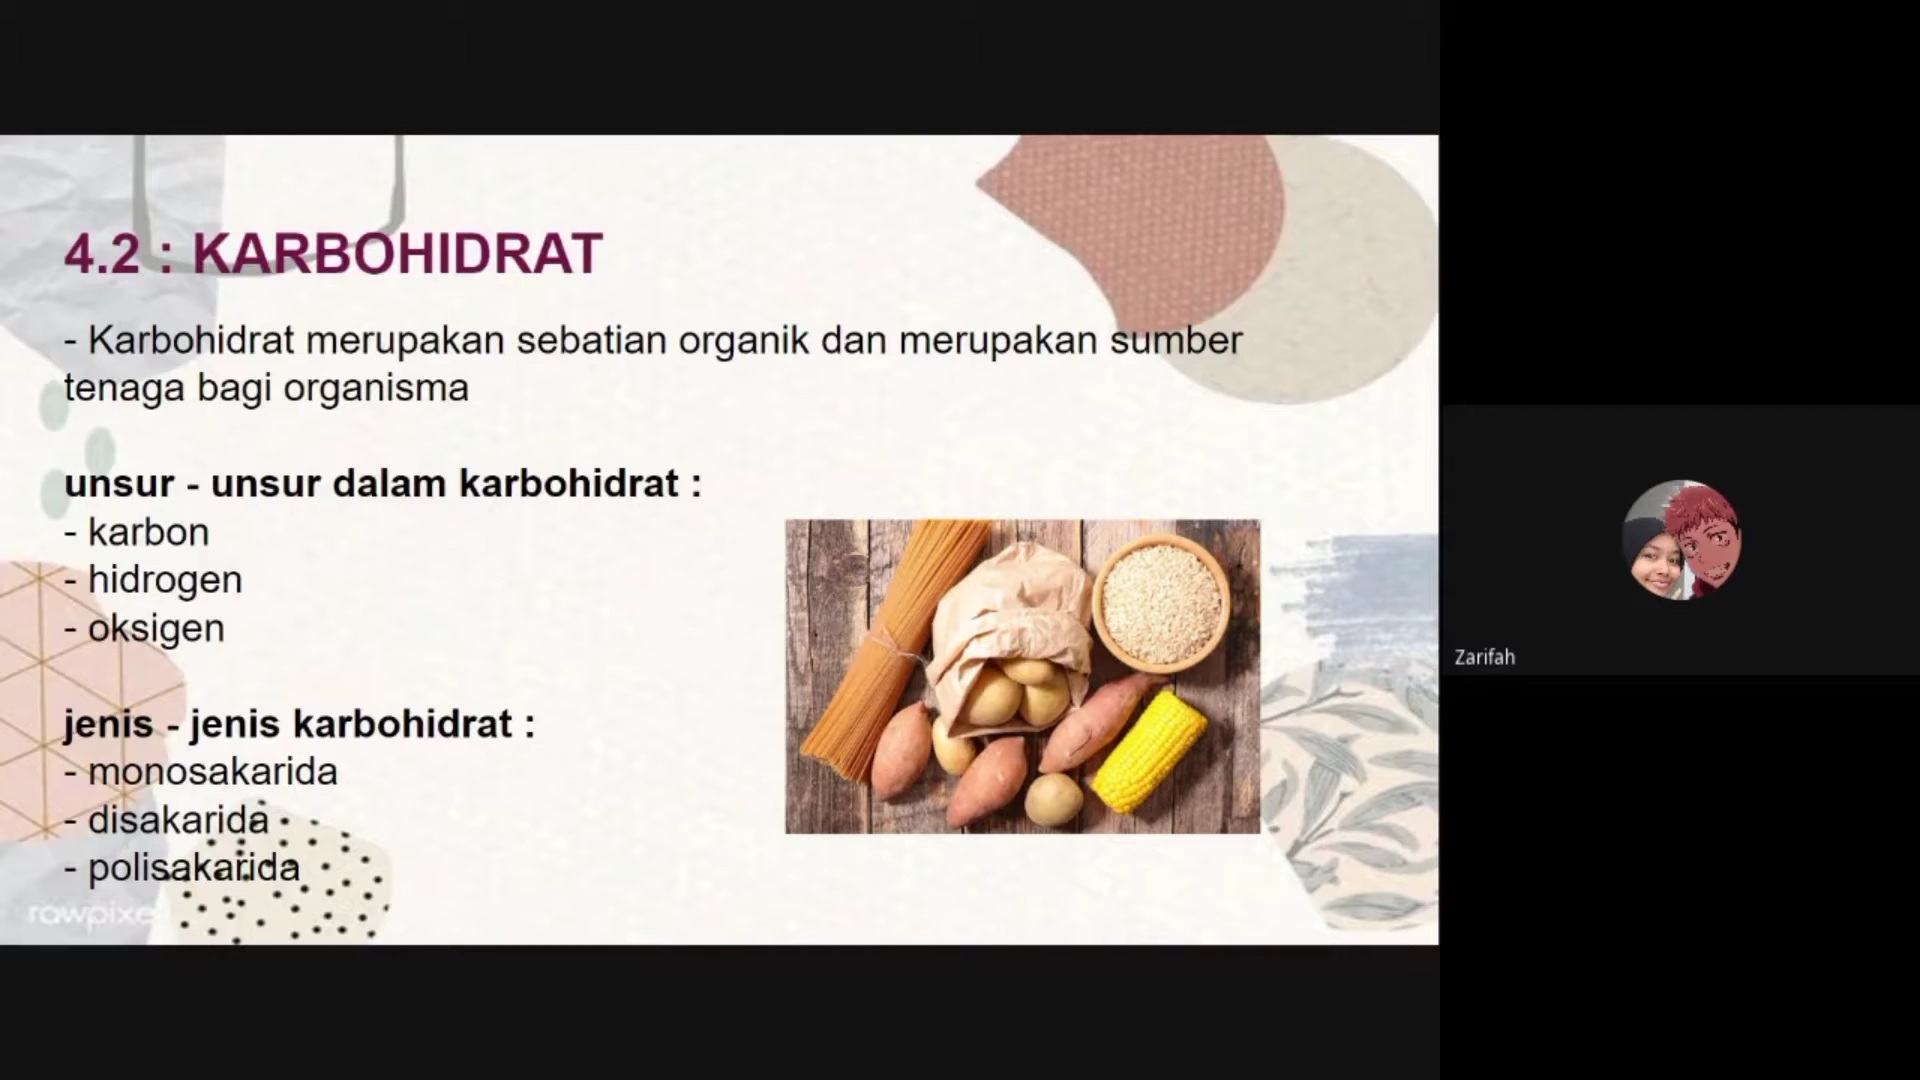 4.2 : KARBOHIDRAT
- Karbohidrat merupakan sebatian organik dan merupakan sumber
tenaga bagi organisma
unsur - unsur dalam karbohidrat :
- karbon
- hidrogen
- oksigen
jenis - jenis karbohidrat :
- monosakarida
- disakarida
- polisakarida
rawpixel
Zarifah